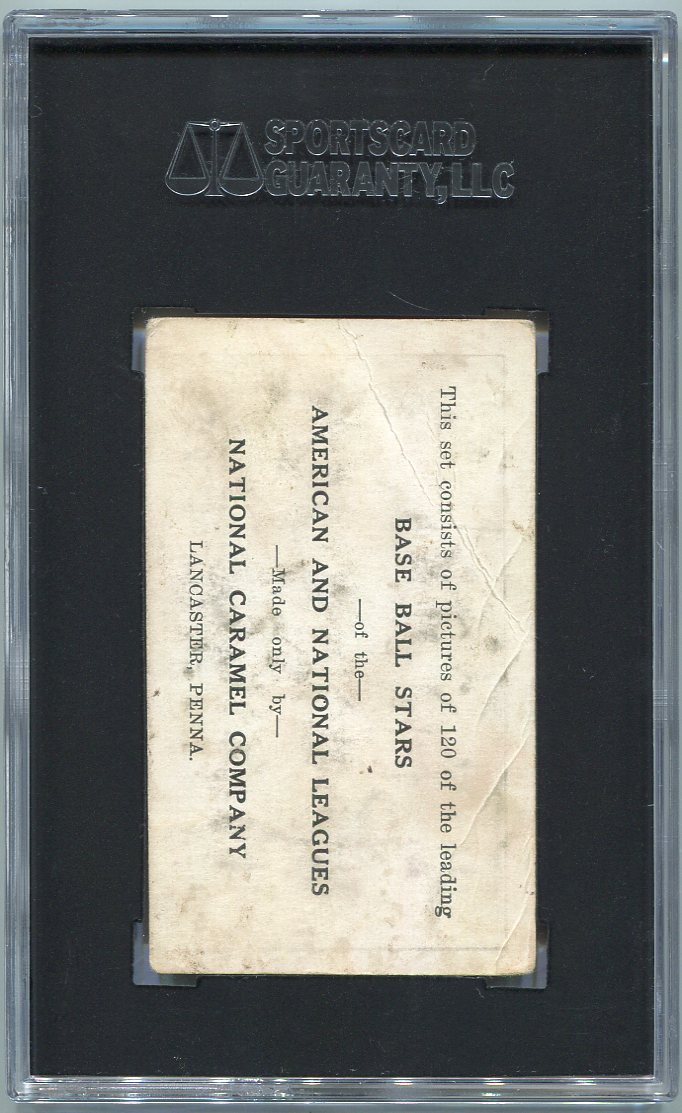 SPORTSCARD
GUARANTY, LLC
This set consists of pictures of 120 of the leading
BASE BALL STARS
—of the—
AMERICAN AND NATIONAL LEAGUES
—Made only by—
NATIONAL CARAMEL COMPANY
LANCASTER, PENNA.